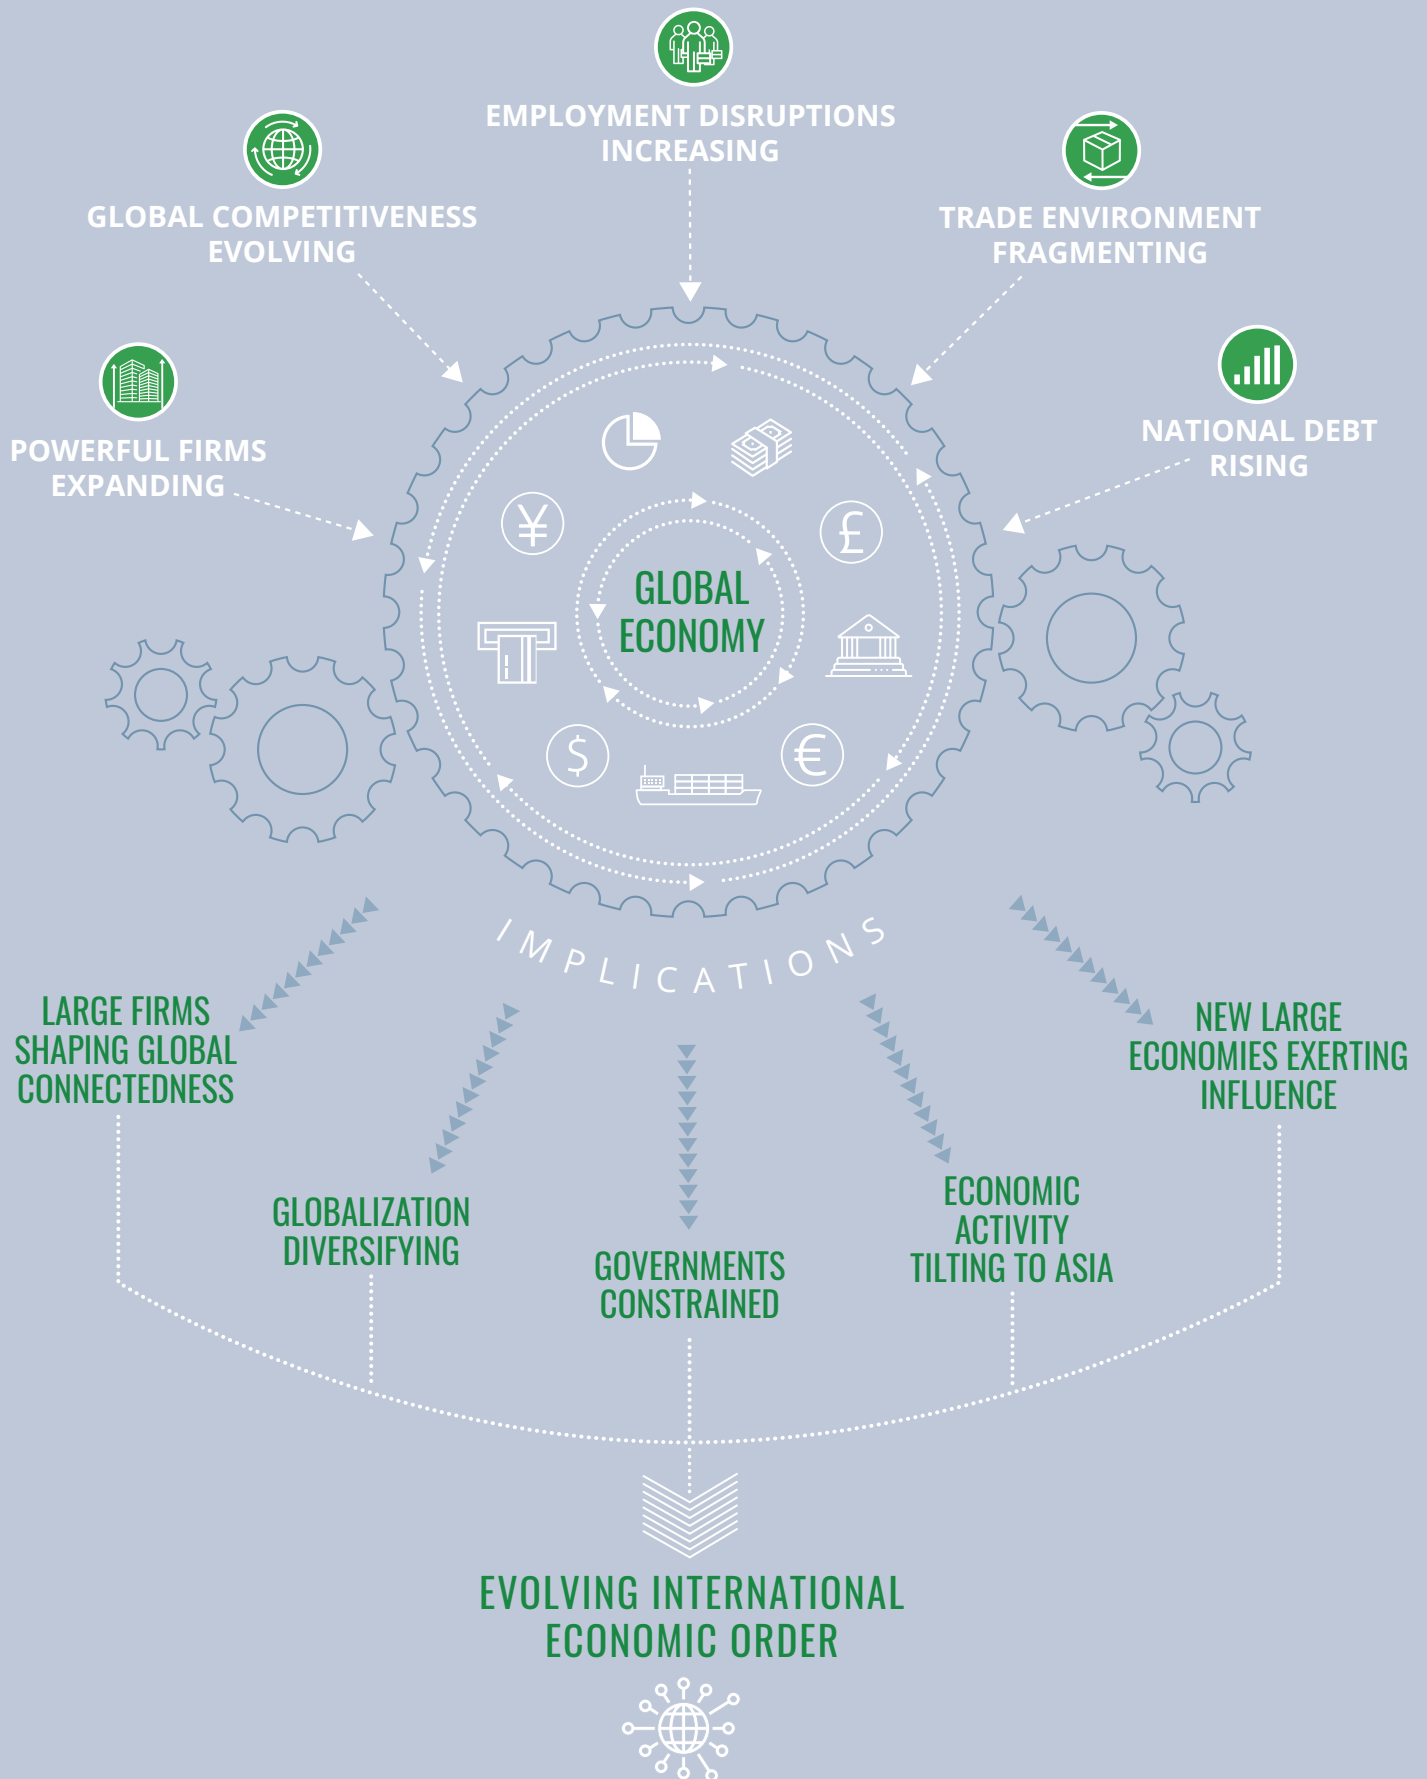 EMPLOYMENT DISRUPTIONS
INCREASING
GLOBAL COMPETITIVENESS
EVOLVING
TRADE ENVIRONMENT
FRAGMENTING
POWERFUL FIRMS
EXPANDING
NATIONAL DEBT
RISING
¥
£
GLOBAL
ECONOMY
$
€
IMPLICATIONS
LARGE FIRMS
SHAPING GLOBAL
CONNECTEDNESS
NEW LARGE
ECONOMIES EXERTING
INFLUENCE
GLOBALIZATION
DIVERSIFYING
ECONOMIC
ACTIVITY
TILTING TO ASIA
GOVERNMENTS
CONSTRAINED
EVOLVING INTERNATIONAL
ECONOMIC ORDER